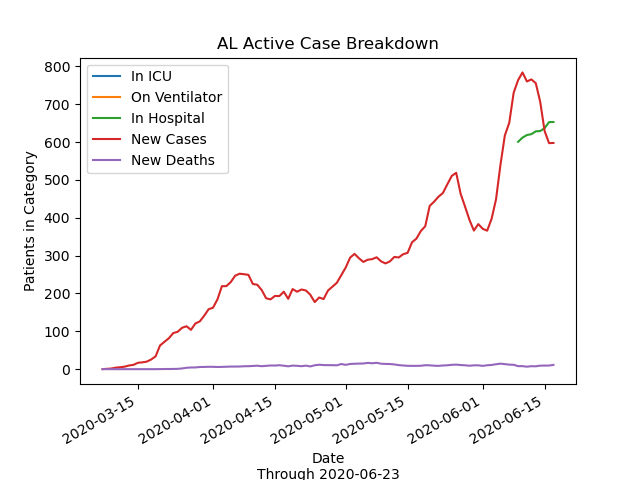 AL Active Case Breakdown
In ICU
On Ventilator
In Hospital
New Cases
New Deaths
Patients in Category
800
700
600
500
400
300
200
100
0
2020-03-15
2020-04-01
2020-04-15
2020-05-01
2020-05-15
2020-06-01
2020-06-15
Date
Through 2020-06-23